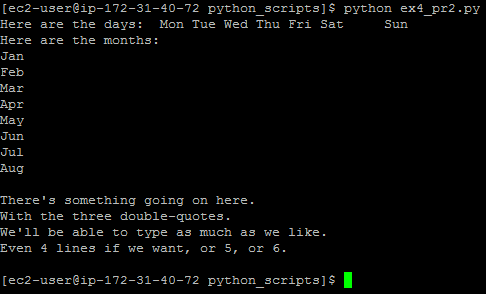 [ec2-user@ip-172-31-40-72 python_scripts]$ python ex4_pr2.py
Here are the days:  Mon Tue Wed Thu Fri Sat     Sun
Here are the months:
Jan
Feb
Mar
Apr
May
Jun
Jul
Aug

There's something going on here.
With the three double-quotes.
We'll be able to type as much as we like.
Even 4 lines if we want, or 5, or 6.

[ec2-user@ip-172-31-40-72 python_scripts]$